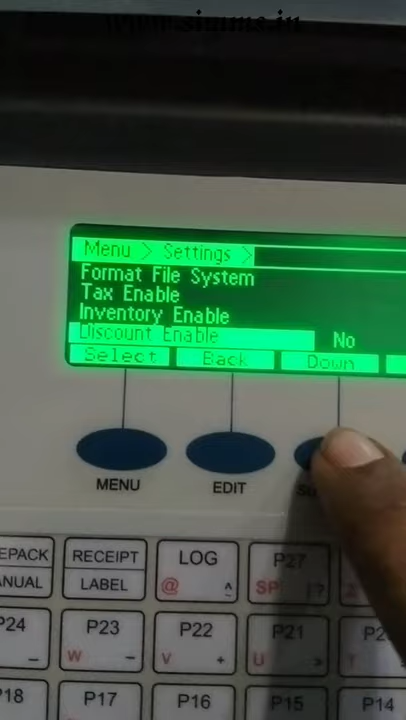 Menu > Settings >
Format File System
Tax Enable
Inventory Enable
Discount Enable No
Select Back Down
MENU EDIT
EPACK RECEIPT LOG P27
ANUAL LABEL @ ^ SP ?
P24 P23 P22 P21
_ W - V + U >
P18 P17 P16 P15 P14